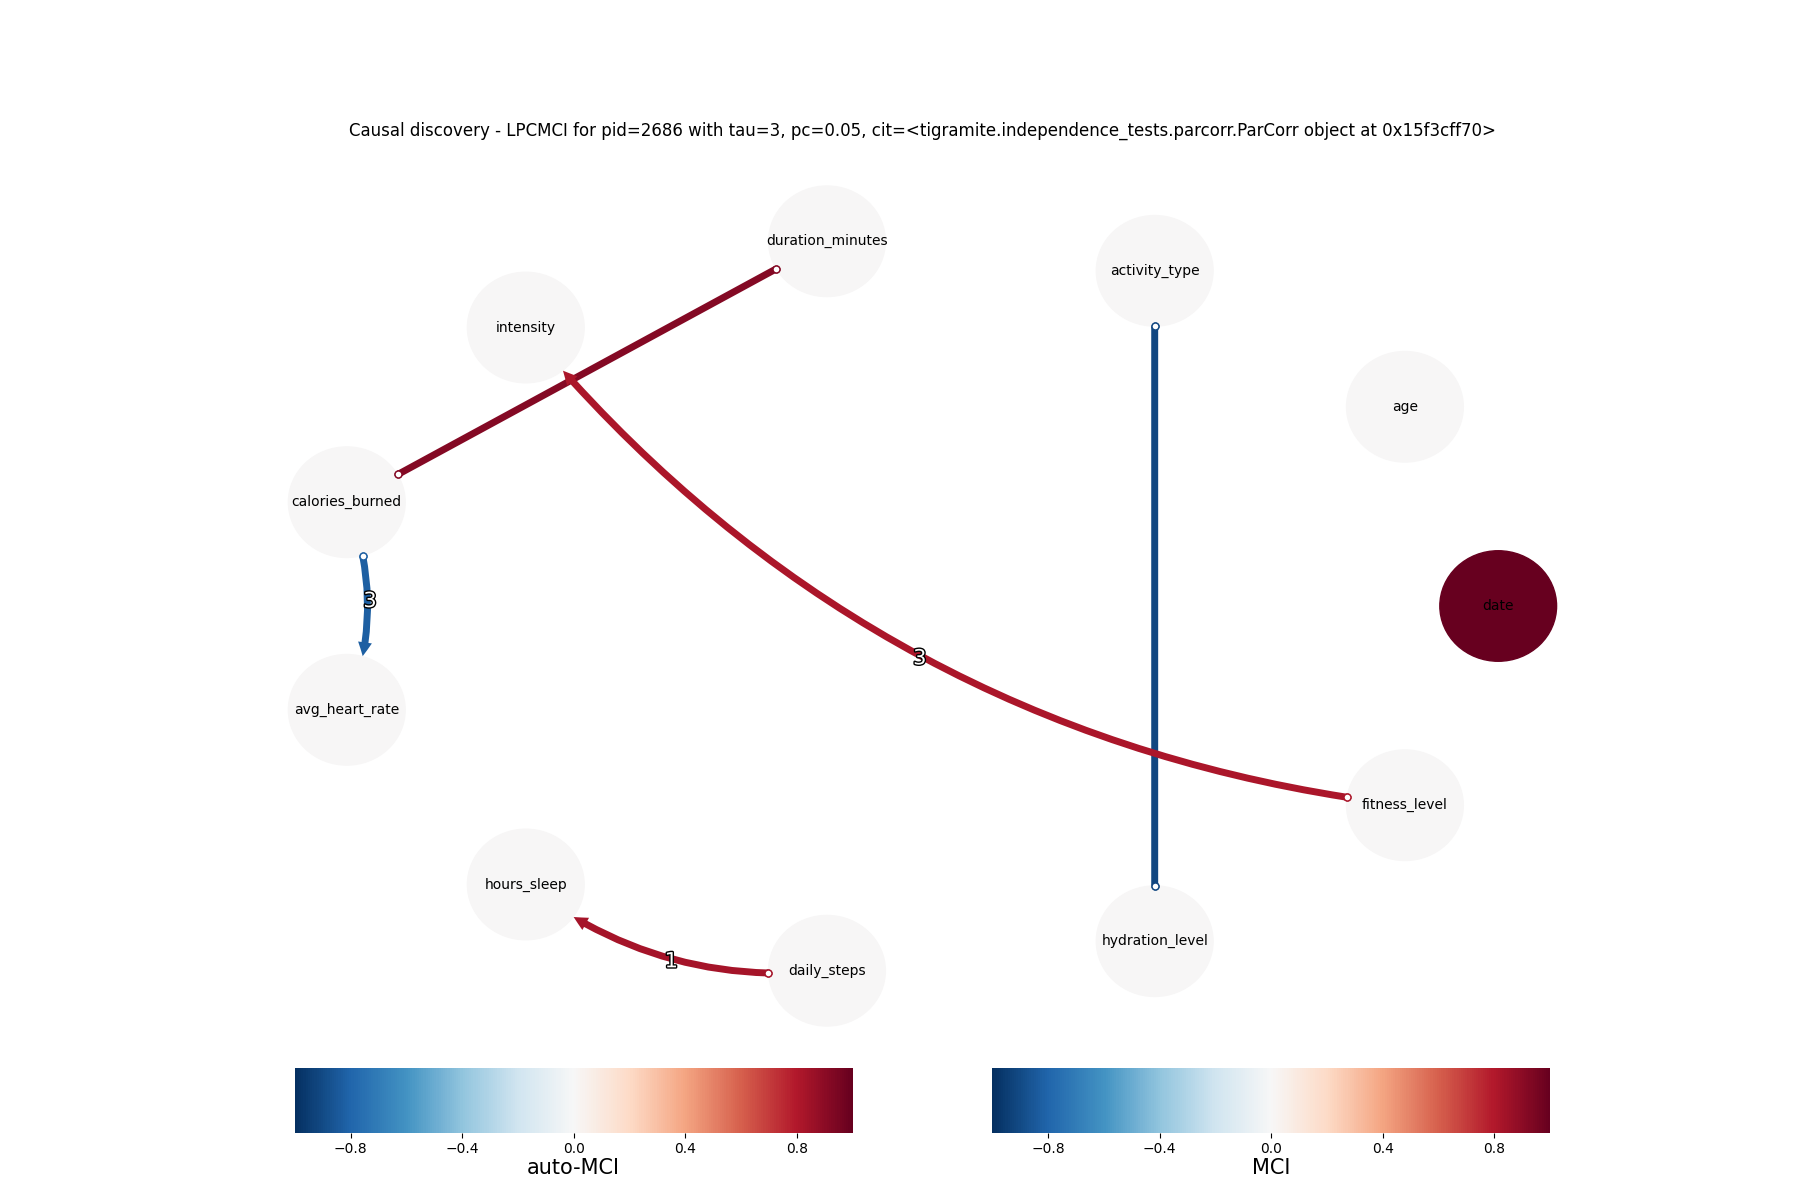 Causal discovery - LPCMCI for pid=2686 with tau=3, pc=0.05, cit=<tigramite.independence_tests.parcorr.ParCorr object at 0x15f3cff70>
duration_minutes
activity_type
intensity
age
calories_burned
3
date
3
avg_heart_rate
fitness_level
hours_sleep
hydration_level
1
daily_steps
−0.8 −0.4 0.0 0.4 0.8
auto-MCI
−0.8 −0.4 0.0 0.4 0.8
MCI